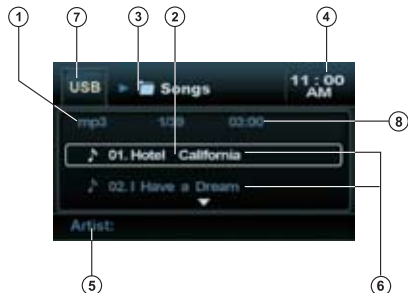 1 7 2 3 4
USB Songs 11:00 AM
mp3 1/39 03:00 8
01. Hotel California
02. I Have a Dream
Artist:
5 6